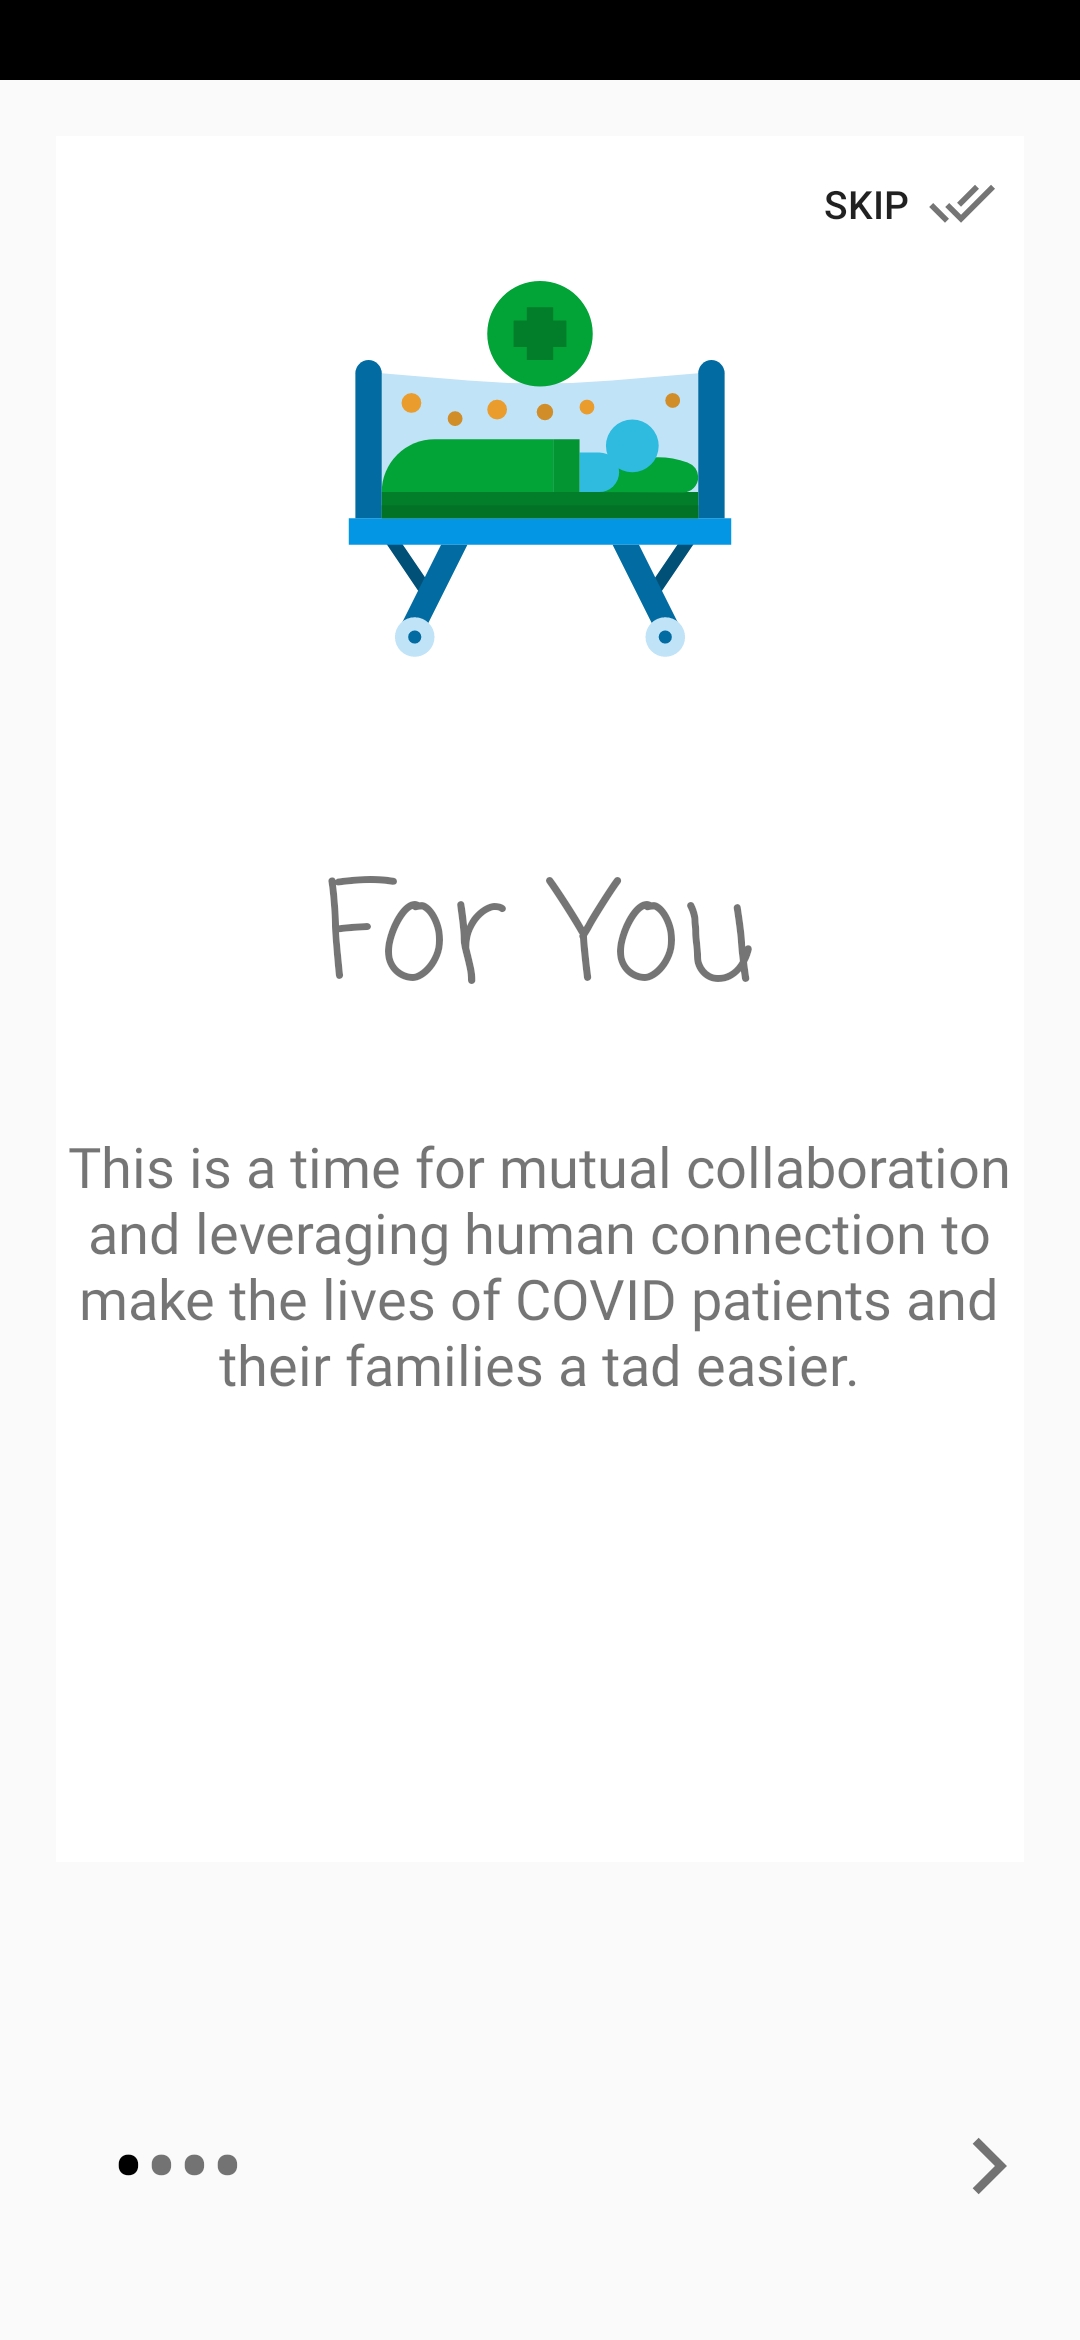 SKIP
For You
This is a time for mutual collaboration
and leveraging human connection to
make the lives of COVID patients and
their families a tad easier.